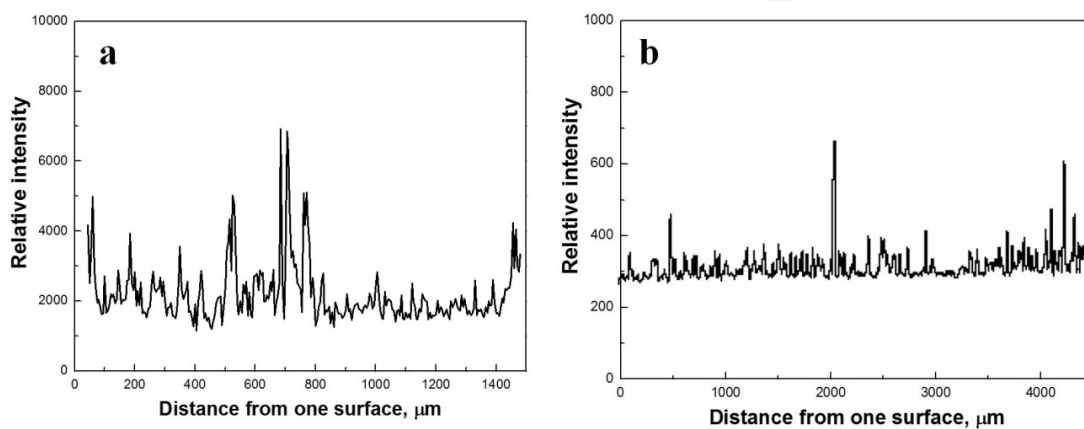 a
10000
8000
6000
4000
2000
0
0 200 400 600 800 1000 1200 1400
Distance from one surface, μm
Relative intensity
b
1000
800
600
400
200
0
0 1000 2000 3000 4000
Distance from one surface, μm
Relative intensity